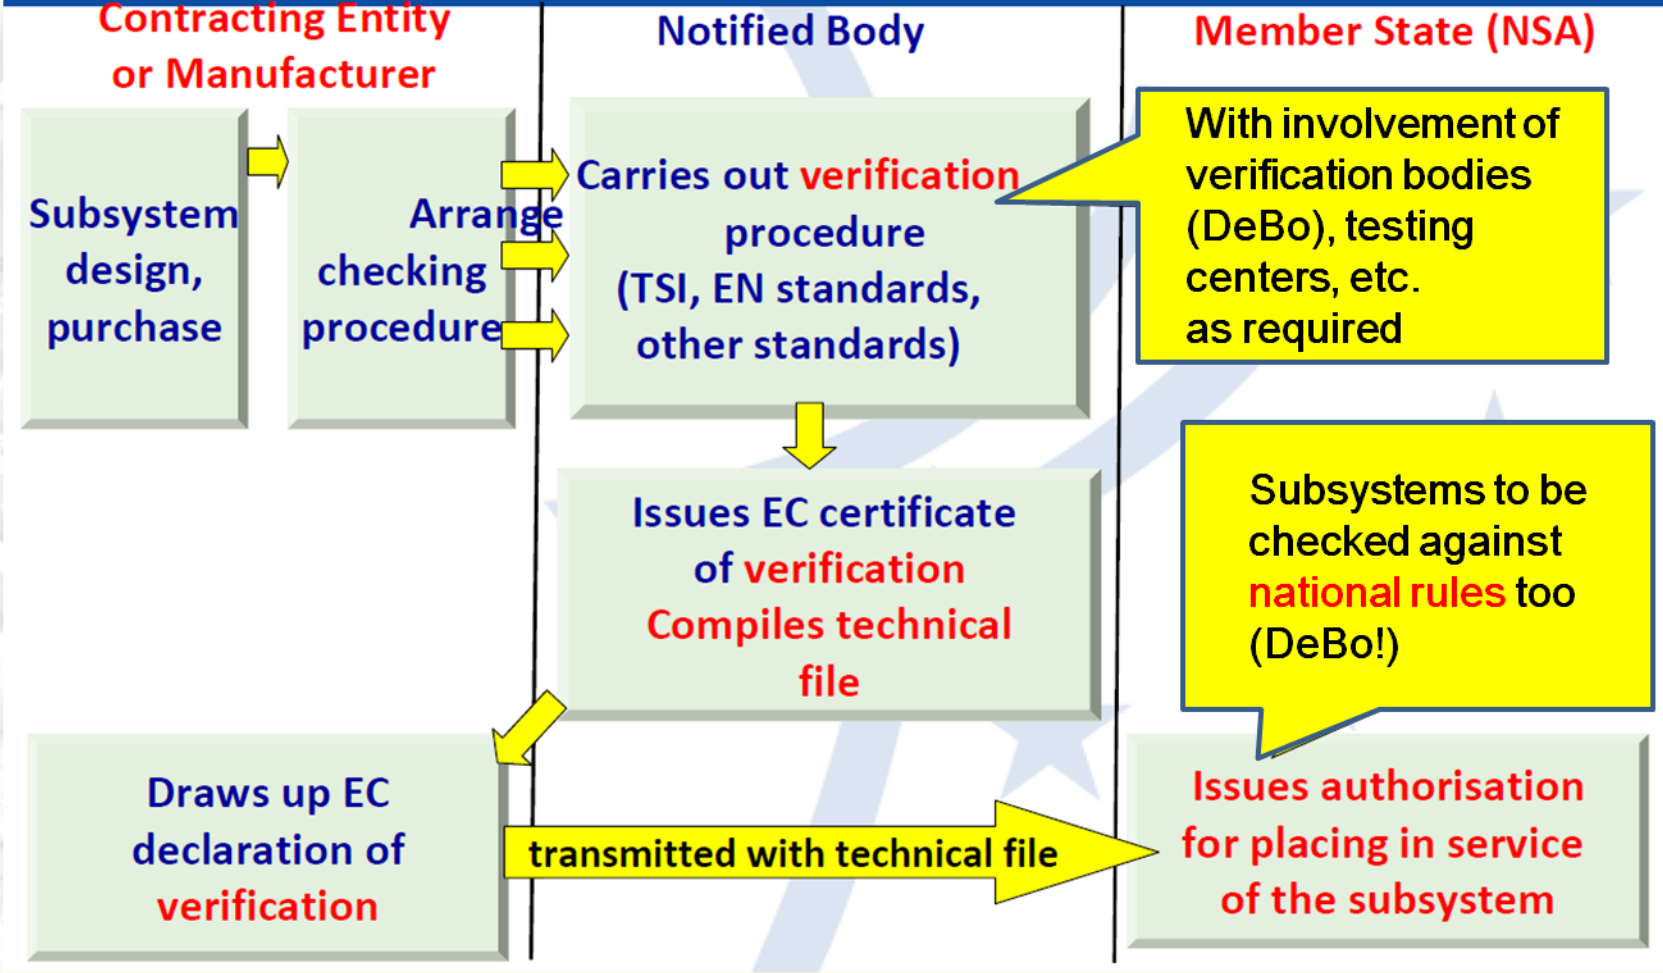 Contracting Entity
or Manufacturer
Notified Body
Member State (NSA)
Subsystem
design,
purchase
Arrange
checking
procedure
Carries out verification
procedure
(TSI, EN standards,
other standards)
With involvement of
verification bodies
(DeBo), testing
centers, etc.
as required
Issues EC certificate
of verification
Compiles technical
file
Subsystems to be
checked against
national rules too
(DeBo!)
Draws up EC
declaration of
verification
transmitted with technical file
Issues authorisation
for placing in service
of the subsystem